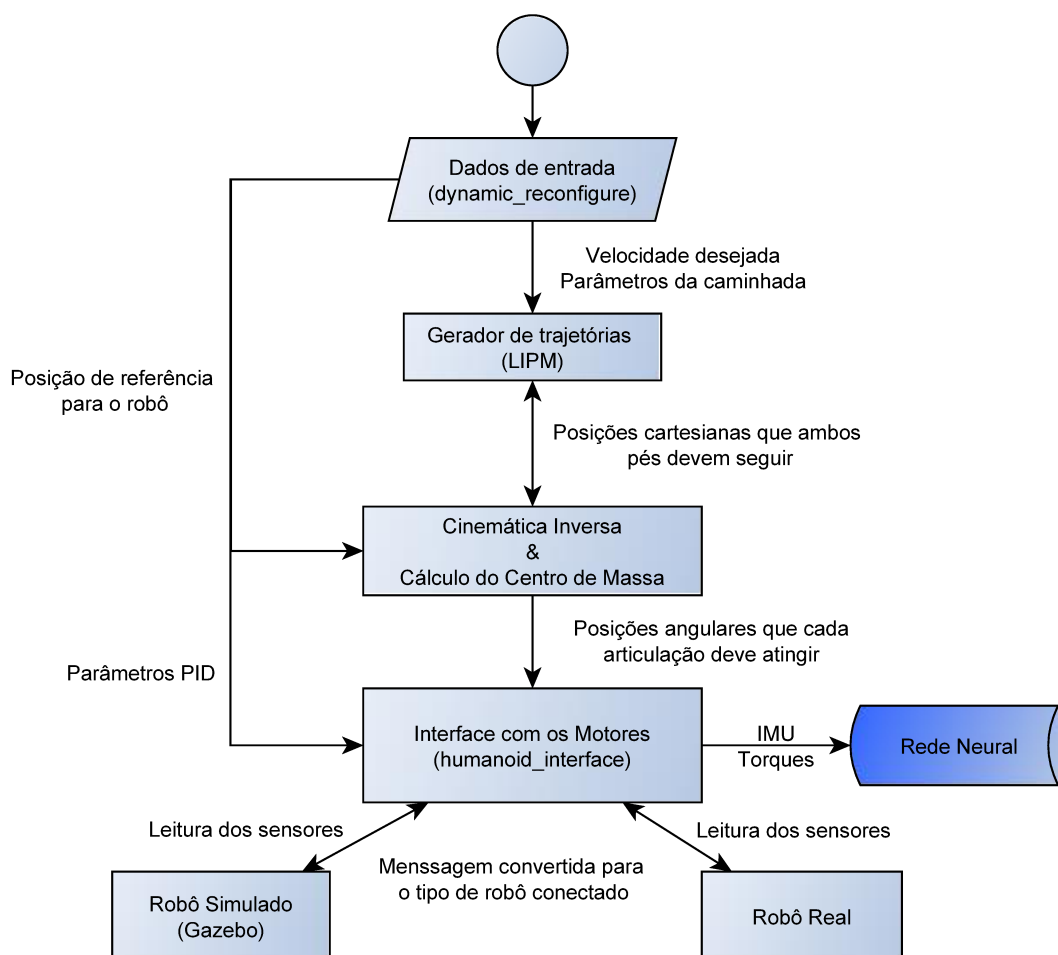 Dados de entrada
(dynamic_reconfigure)
Velocidade desejada
Parâmetros da caminhada
Gerador de trajetórias
(LIPM)
Posição de referência
para o robô
Posições cartesianas que ambos
pés devem seguir
Cinemática Inversa
&
Cálculo do Centro de Massa
Posições angulares que cada
articulação deve atingir
Parâmetros PID
Interface com os Motores
(humanoid_interface)
IMU
Torques
Rede Neural
Leitura dos sensores
Leitura dos sensores
Menssagem convertida para
o tipo de robô conectado
Robô Simulado
(Gazebo)
Robô Real